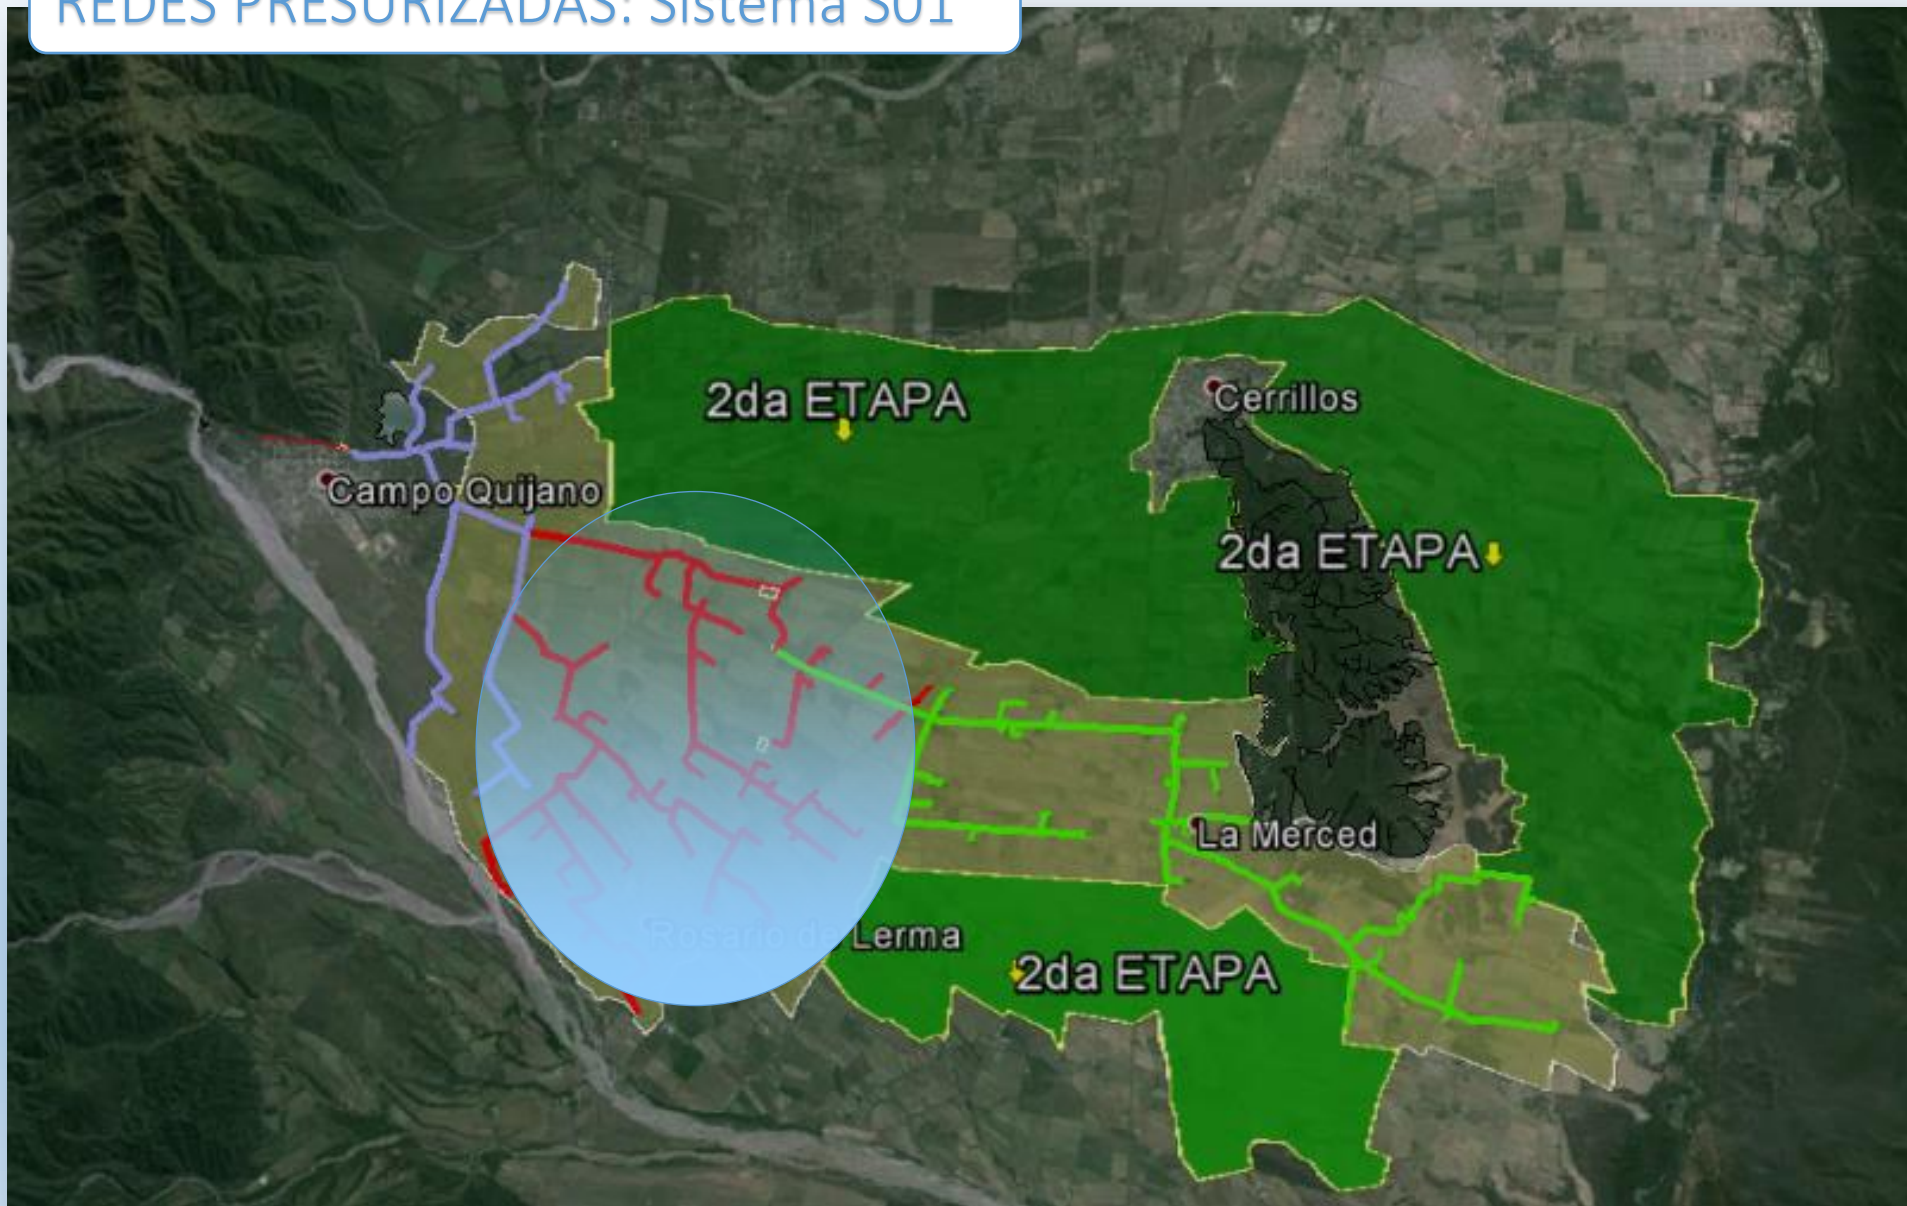 REDES PRESURIZADAS: Sistema S01
2da ETAPA
Cerrillos
Campo Quijano
2da ETAPA
La Merced
Rosario de Lerma
2da ETAPA